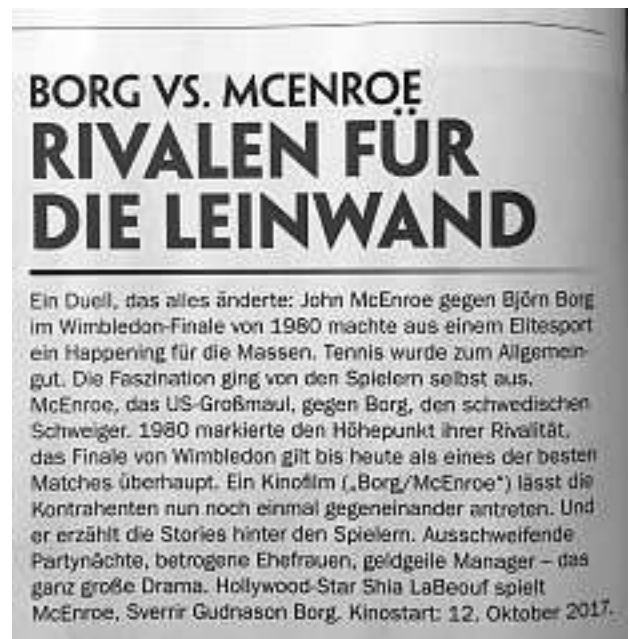 BORG VS. MCENROE
RIVALEN FÜR
DIE LEINWAND
Ein Duell, das alles änderte: John McEnroe gegen Björn Borg
im Wimbledon-Finale von 1980 machte aus einem Elitesport
ein Happening für die Massen. Tennis wurde zum Allgemein-
gut. Die Faszination ging von den Spielern selbst aus.
McEnroe, das US-Großmaul, gegen Borg, den schwedischen
Schweiger. 1980 markierte den Höhepunkt ihrer Rivalität,
das Finale von Wimbledon gilt bis heute als eines der besten
Matches überhaupt. Ein Kinofilm („Borg/McEnroe“) lässt die
Kontrahenten nun noch einmal gegeneinander antreten. Und
er erzählt die Stories hinter den Spielern. Ausschweifende
Partynächte, betrogene Ehefrauen, geldgeile Manager – das
ganz große Drama. Hollywood-Star Shia LaBeouf spielt
McEnroe, Sverrir Gudnason Borg. Kinostart: 12. Oktober 2017.